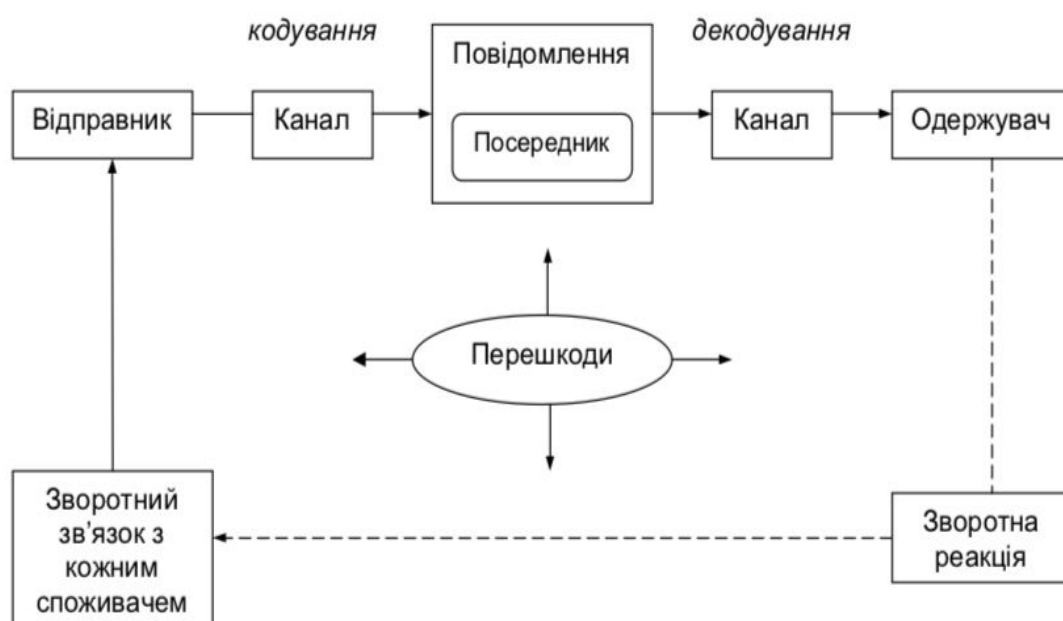 кодування
декодування
Повідомлення
Відправник
Канал
Посередник
Канал
Одержувач
Перешкоди
Зворотний
зв’язок з
кожним
споживачем
Зворотна
реакція